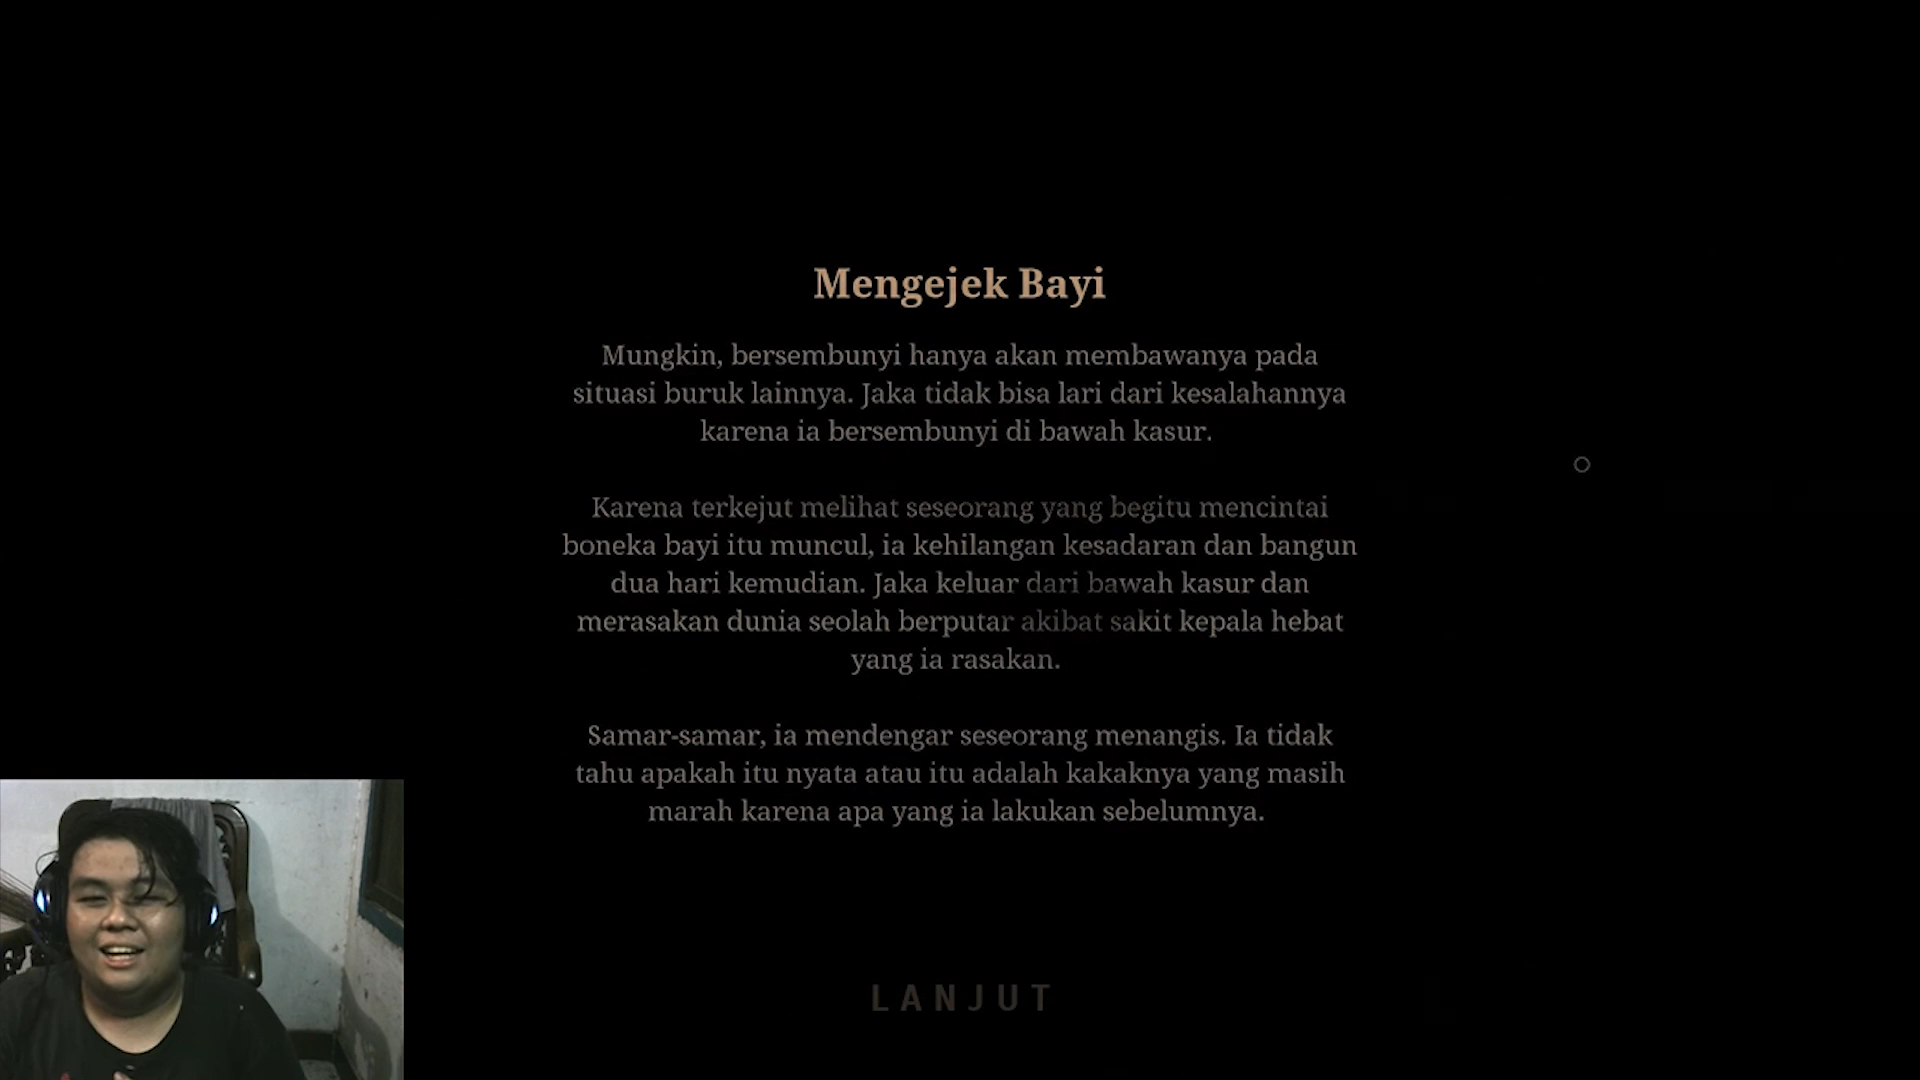 Mengejek Bayi
Mungkin, bersembunyi hanya akan membawanya pada
situasi buruk lainnya. Jaka tidak bisa lari dari kesalahannya
karena ia bersembunyi di bawah kasur.
Karena terkejut melihat seseorang yang begitu mencintai
boneka bayi itu muncul, ia kehilangan kesadaran dan bangun
dua hari kemudian. Jaka keluar dari bawah kasur dan
merasakan dunia seolah berputar akibat sakit kepala hebat
yang ia rasakan.
Samar-samar, ia mendengar seseorang menangis. Ia tidak
tahu apakah itu nyata atau itu adalah kakaknya yang masih
marah karena apa yang ia lakukan sebelumnya.
LANJUT